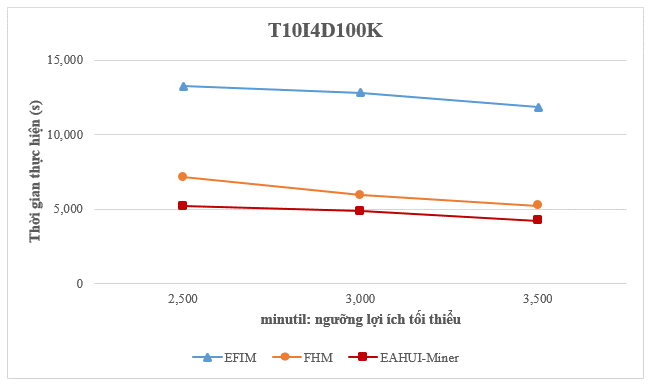 T10I4D100K
15,000
10,000
5,000
0
Thời gian thực hiện (s)
2,500 3,000 3,500
minutil: ngưỡng lợi ích tối thiểu
EFIM FHM EAHUI-Miner